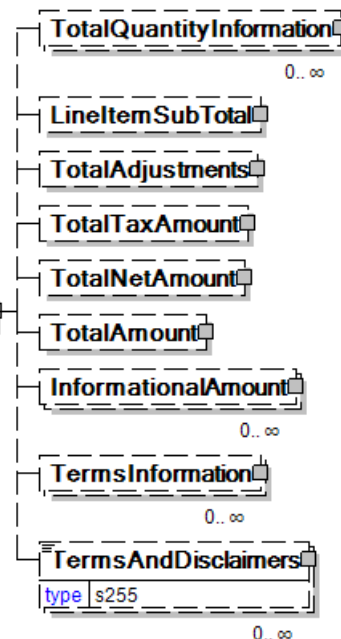 TotalQuantityInformation
0.. ∞
LineItemSubTotal
TotalAdjustments
TotalTaxAmount
TotalNetAmount
TotalAmount
InformationalAmount
0.. ∞
TermsInformation
0.. ∞
TermsAndDisclaimers
type s255
0.. ∞